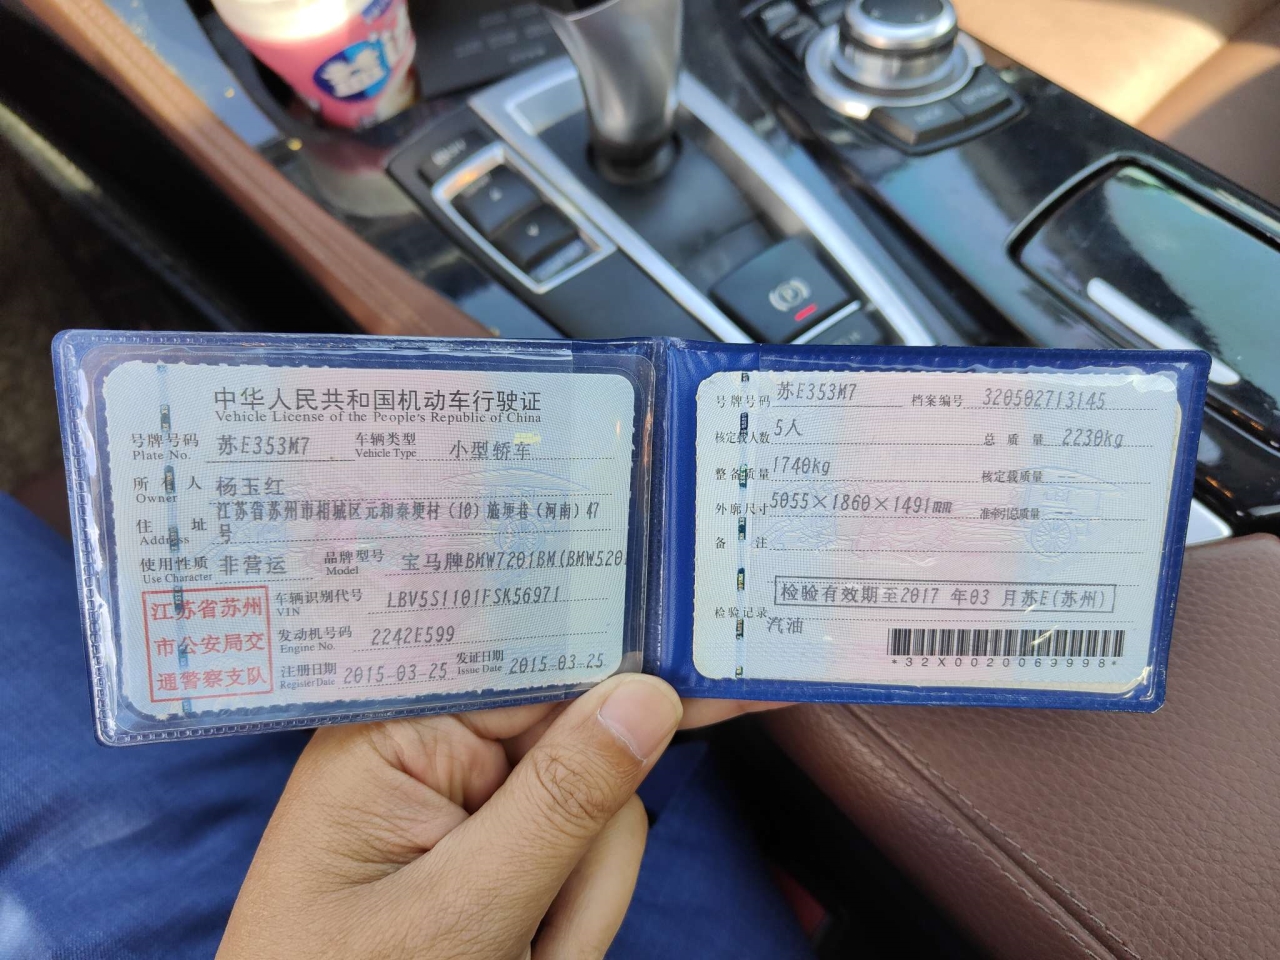 中华人民共和国机动车行驶证
Vehicle License of the People's Republic of China
号牌号码 苏E353M7 车辆类型 小型轿车
Plate No. Vehicle Type
所有人 杨玉红
Owner
住址 江苏省苏州市相城区元和秦埂村(10)施埂巷(河南)47
Address 号
使用性质 非营运 品牌型号 宝马牌BMW7201BM(BMW520
Use Character Model
江苏省苏州
市公安局交
通警察支队
车辆识别代号 LBV5S1101FSK56971
VIN
发动机号码 2242E599
Engine No.
注册日期 2015-03-25 发证日期 2015-03-25
Register Date Issue Date
号牌号码 苏E353M7 档案编号 320502713145
核定载人数 5人 总质量 2230kg
整备质量 1740kg 核定载质量 --
外廓尺寸 5055×1860×1491mm 准牵引总质量 --
备注
检验有效期至2017 年03 月苏E(苏州)
检验记录
汽油
*32X0020069998*
P